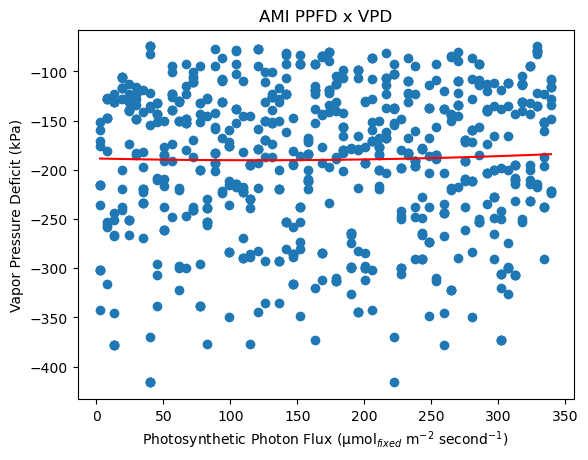 AMI PPFD x VPD
−100
−150
−200
−250
−300
−350
−400
Vapor Pressure Deficit (kPa)
0 50 100 150 200 250 300 350
Photosynthetic Photon Flux (μmol_fixed m⁻² second⁻¹)